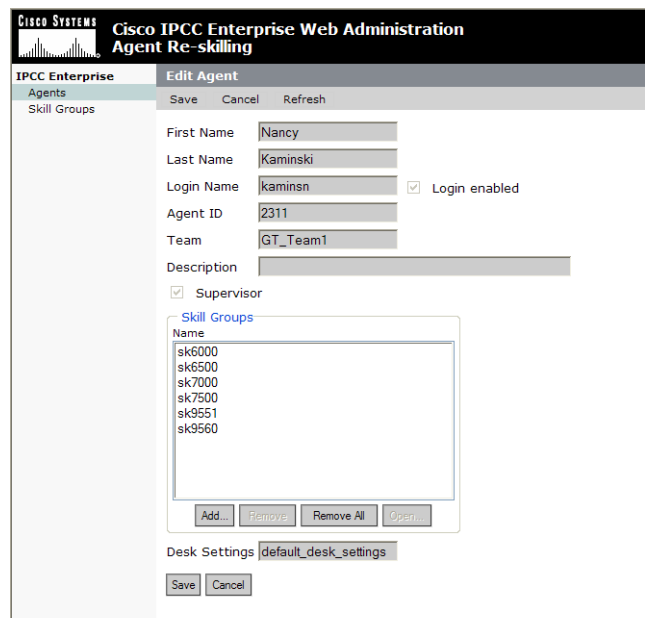 CISCO SYSTEMS
Cisco IPCC Enterprise Web Administration
Agent Re-skilling
IPCC Enterprise
Agents
Skill Groups
Edit Agent
Save Cancel Refresh
First Name Nancy
Last Name Kaminski
Login Name kaminsn Login enabled
Agent ID 2311
Team GT_Team1
Description
Supervisor
Skill Groups
Name
sk6000
sk6500
sk7000
sk7500
sk9551
sk9560
Add... Remove Remove All Open...
Desk Settings default_desk_settings
Save Cancel